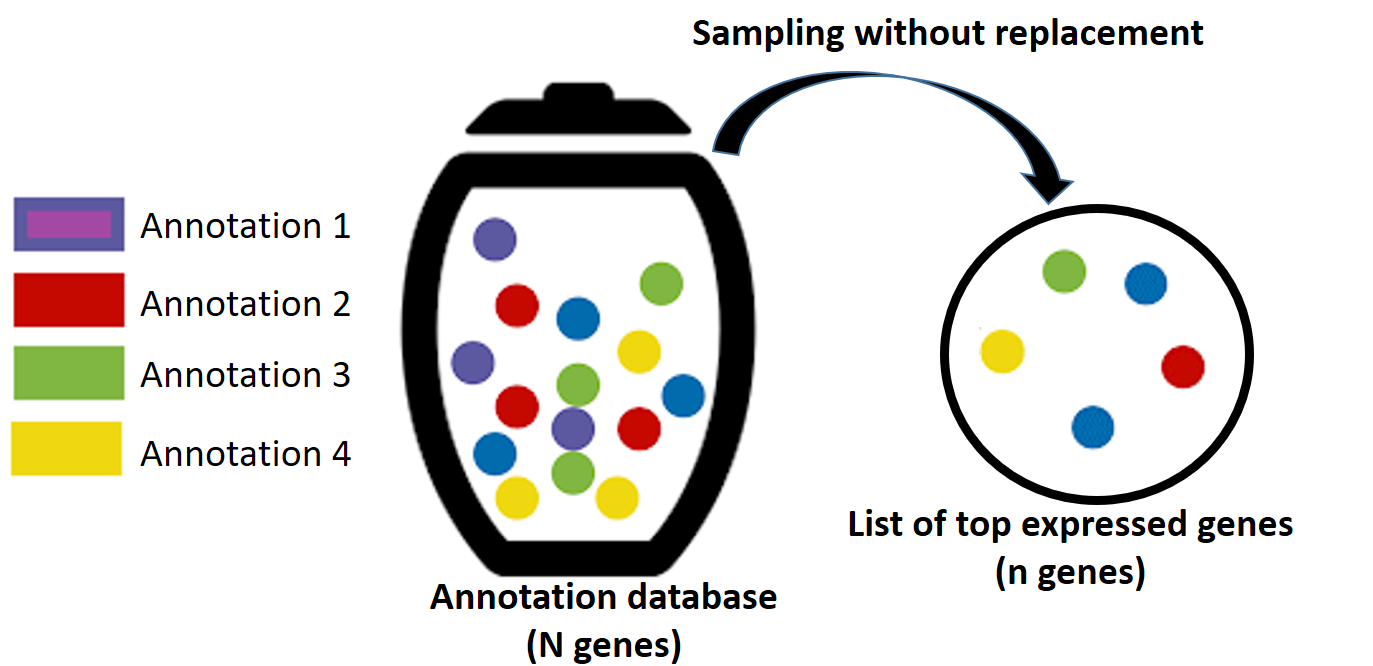 Sampling without replacement
Annotation 1
Annotation 2
Annotation 3
Annotation 4
Annotation database
(N genes)
List of top expressed genes
(n genes)